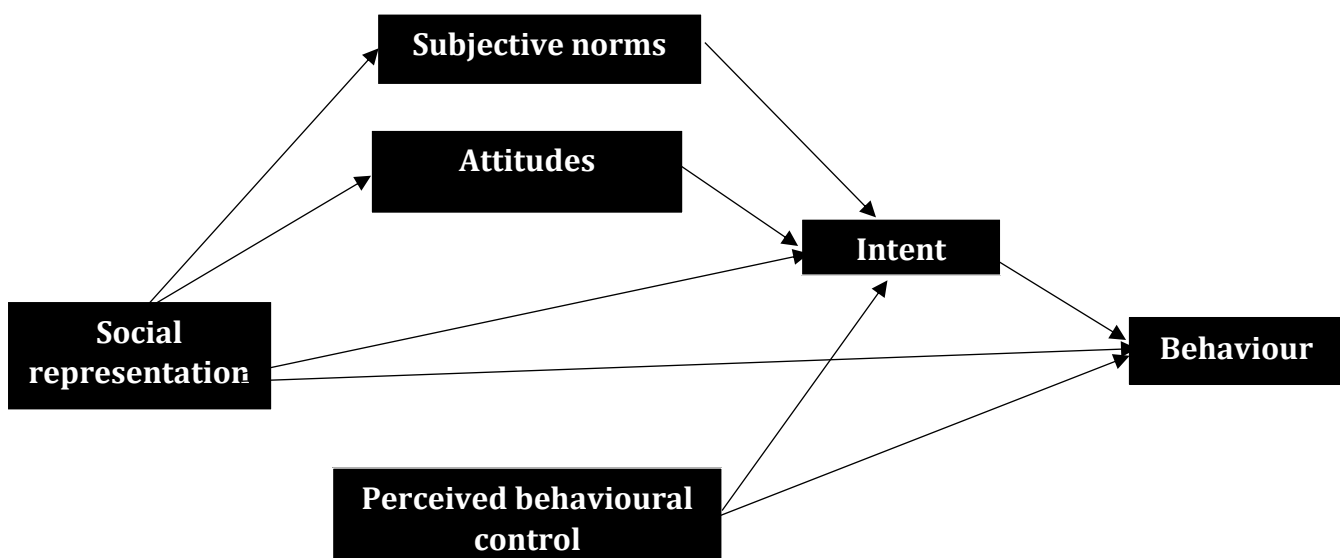 Subjective norms
Attitudes
Intent
Social
representation
Behaviour
Perceived behavioural
control